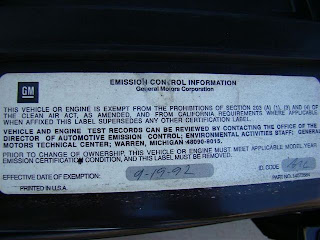 GM
EMISSION CONTROL INFORMATION
General Motors Corporation
THIS VEHICLE OR ENGINE IS EXEMPT FROM THE PROHIBITIONS OF SECTION 203 (A) (1), (3) AND (4) OF
THE CLEAN AIR ACT, AS AMENDED, AND FROM CALIFORNIA REQUIREMENTS WHERE APPLICABLE.
WHEN AFFIXED THIS LABEL SUPERSEDES ANY OTHER CERTIFICATION LABEL.
VEHICLE AND ENGINE TEST RECORDS CAN BE REVIEWED BY CONTACTING THE OFFICE OF THE
DIRECTOR OF AUTOMOTIVE EMISSION CONTROL; ENVIRONMENTAL ACTIVITIES STAFF; GENERAL
MOTORS TECHNICAL CENTER; WARREN, MICHIGAN 48090-9015.
PRIOR TO CHANGE OF OWNERSHIP, THIS VEHICLE OR ENGINE MUST MEET APPLICABLE MODEL YEAR
EMISSION CERTIFICATION CONDITION, AND THIS LABEL MUST BE REMOVED.
EFFECTIVE DATE OF EXEMPTION: 9-19-92 ID. CODE
PRINTED IN U.S.A. PART NO.